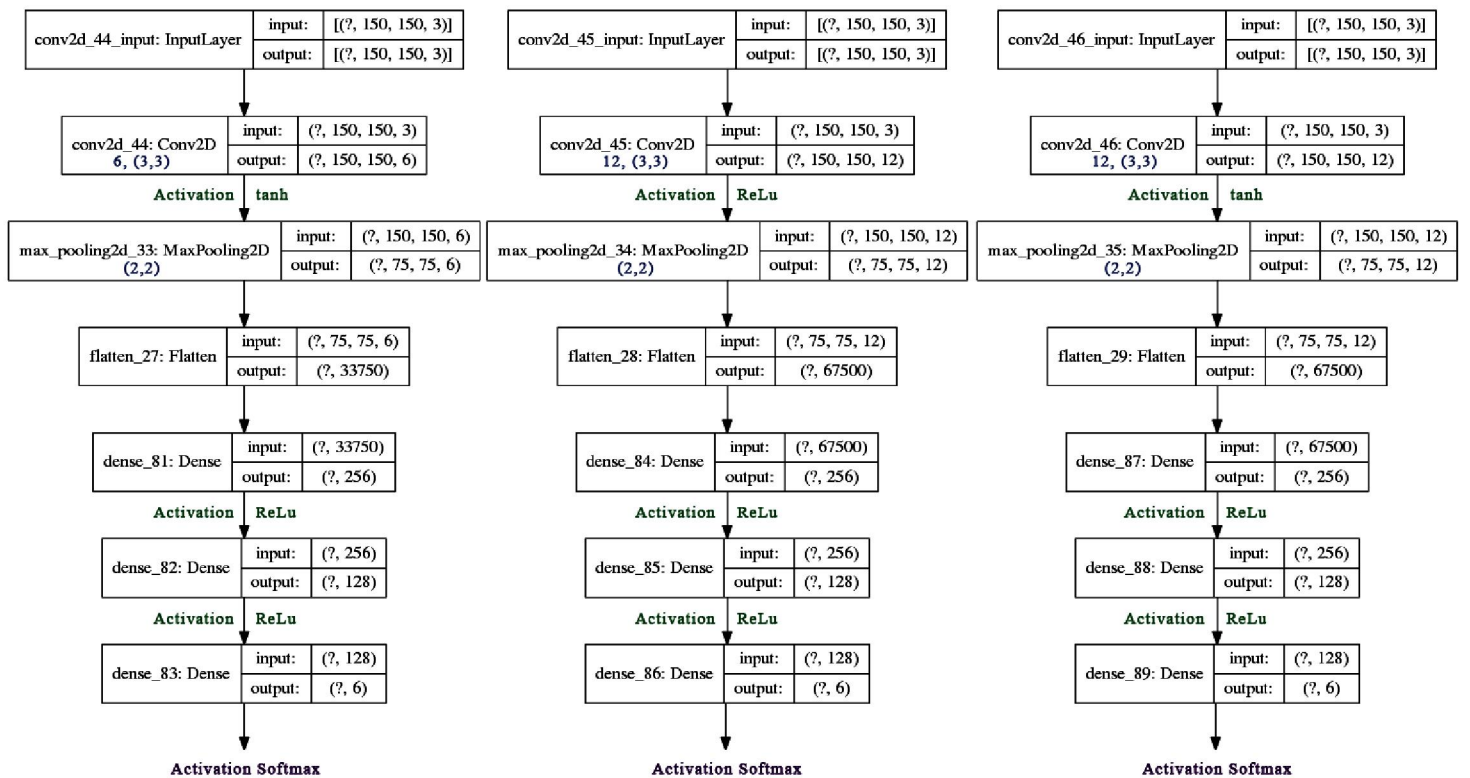 conv2d_44_input: InputLayer
input: [(?, 150, 150, 3)]
output: [(?, 150, 150, 3)]
conv2d_44: Conv2D
6, (3,3)
input: (?, 150, 150, 3)
output: (?, 150, 150, 6)
Activation tanh
max_pooling2d_33: MaxPooling2D
(2,2)
input: (?, 150, 150, 6)
output: (?, 75, 75, 6)
flatten_27: Flatten
input: (?, 75, 75, 6)
output: (?, 33750)
dense_81: Dense
input: (?, 33750)
output: (?, 256)
Activation ReLu
dense_82: Dense
input: (?, 256)
output: (?, 128)
Activation ReLu
dense_83: Dense
input: (?, 128)
output: (?, 6)
Activation Softmax
conv2d_45_input: InputLayer
input: [(?, 150, 150, 3)]
output: [(?, 150, 150, 3)]
conv2d_45: Conv2D
12, (3,3)
input: (?, 150, 150, 3)
output: (?, 150, 150, 12)
Activation ReLu
max_pooling2d_34: MaxPooling2D
(2,2)
input: (?, 150, 150, 12)
output: (?, 75, 75, 12)
flatten_28: Flatten
input: (?, 75, 75, 12)
output: (?, 67500)
dense_84: Dense
input: (?, 67500)
output: (?, 256)
Activation ReLu
dense_85: Dense
input: (?, 256)
output: (?, 128)
Activation ReLu
dense_86: Dense
input: (?, 128)
output: (?, 6)
Activation Softmax
conv2d_46_input: InputLayer
input: [(?, 150, 150, 3)]
output: [(?, 150, 150, 3)]
conv2d_46: Conv2D
12, (3,3)
input: (?, 150, 150, 3)
output: (?, 150, 150, 12)
Activation tanh
max_pooling2d_35: MaxPooling2D
(2,2)
input: (?, 150, 150, 12)
output: (?, 75, 75, 12)
flatten_29: Flatten
input: (?, 75, 75, 12)
output: (?, 67500)
dense_87: Dense
input: (?, 67500)
output: (?, 256)
Activation ReLu
dense_88: Dense
input: (?, 256)
output: (?, 128)
Activation ReLu
dense_89: Dense
input: (?, 128)
output: (?, 6)
Activation Softmax